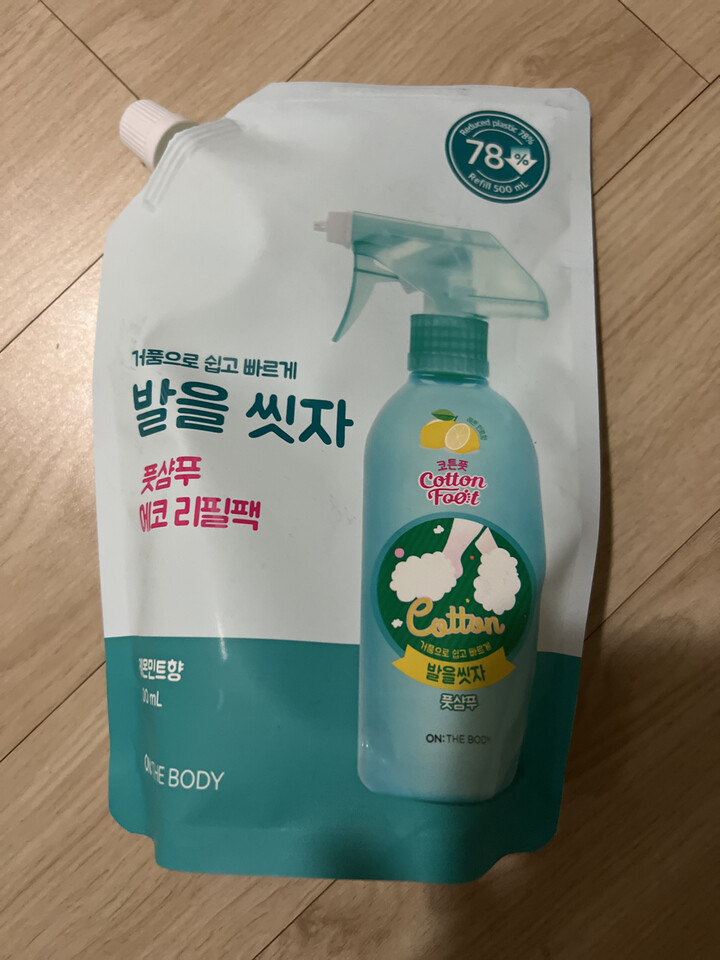 Reduced plastic 78%
78%
Refill 500 mL
거품으로 쉽고 빠르게
발을 씻자
풋샴푸
에코 리필팩
코튼풋
Cotton
Foot
Cotton
거품으로 쉽고 빠르게
발을씻자
풋샴푸
ON:THE BODY
몬민트향
mL
ON:THE BODY